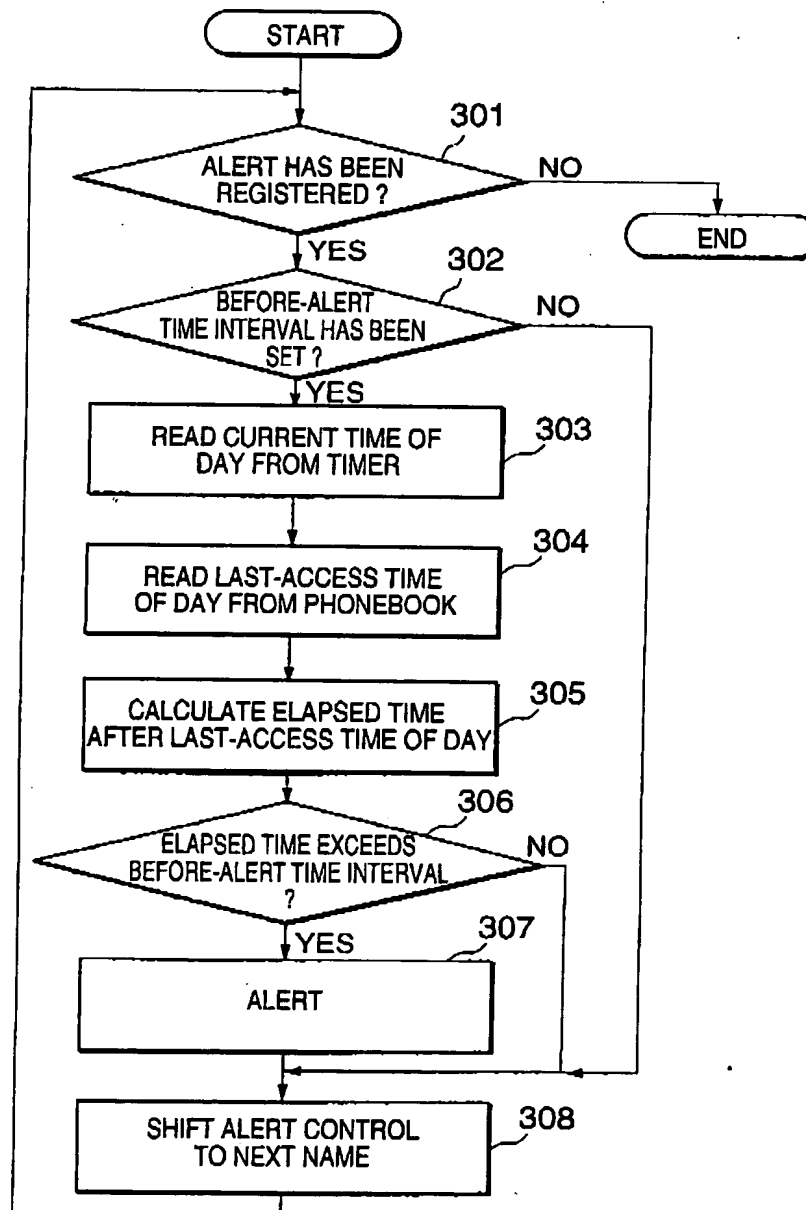 START
301
ALERT HAS BEEN
REGISTERED ?
NO
END
YES
302
BEFORE-ALERT
TIME INTERVAL HAS BEEN
SET ?
NO
YES
READ CURRENT TIME OF
DAY FROM TIMER
303
READ LAST-ACCESS TIME
OF DAY FROM PHONEBOOK
304
CALCULATE ELAPSED TIME
AFTER LAST-ACCESS TIME OF DAY
305
306
ELAPSED TIME EXCEEDS
BEFORE-ALERT TIME INTERVAL
?
NO
YES
307
ALERT
SHIFT ALERT CONTROL
TO NEXT NAME
308